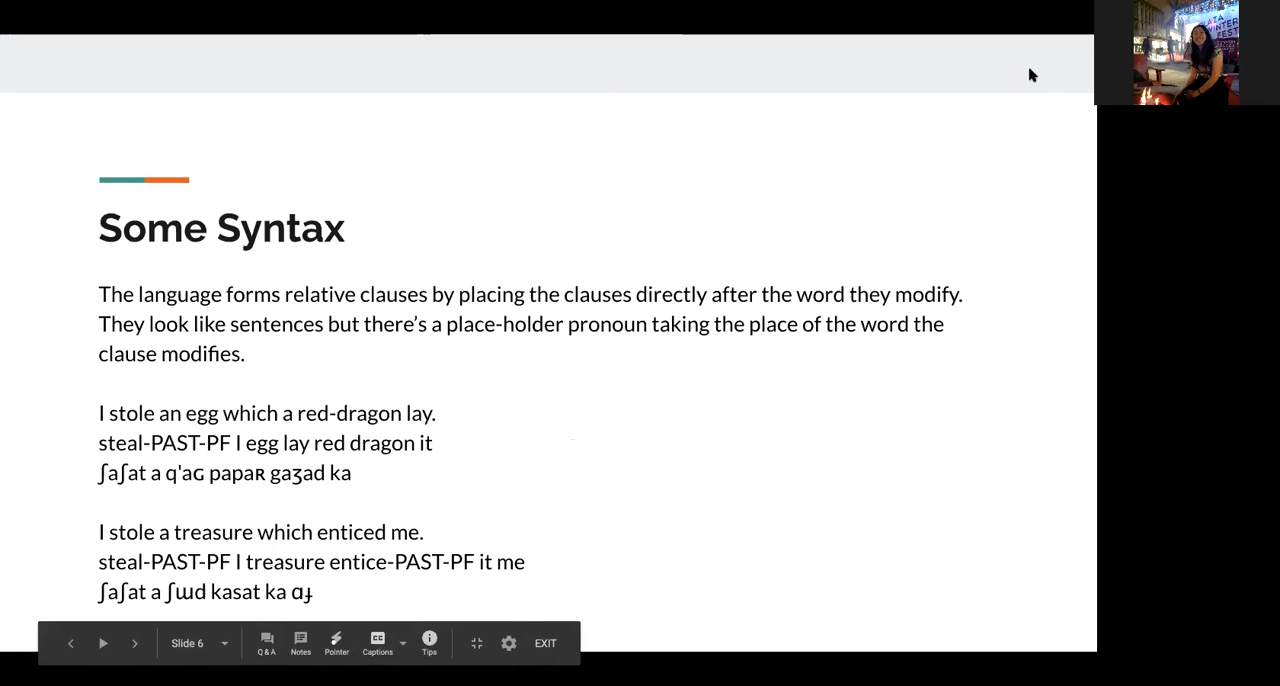 PLAZA
WINTER
FEST
Some Syntax
The language forms relative clauses by placing the clauses directly after the word they modify.
They look like sentences but there’s a place-holder pronoun taking the place of the word the
clause modifies.
I stole an egg which a red-dragon lay.
steal-PAST-PF I egg lay red dragon it
ʃaʃat a q'aɢ papaʀ gaʒad ka
I stole a treasure which enticed me.
steal-PAST-PF I treasure entice-PAST-PF it me
ʃaʃat a ʃɯd kasat ka ɑɟ
Slide 6
Q & A
CC
Notes
Pointer
Captions
Tips
EXIT